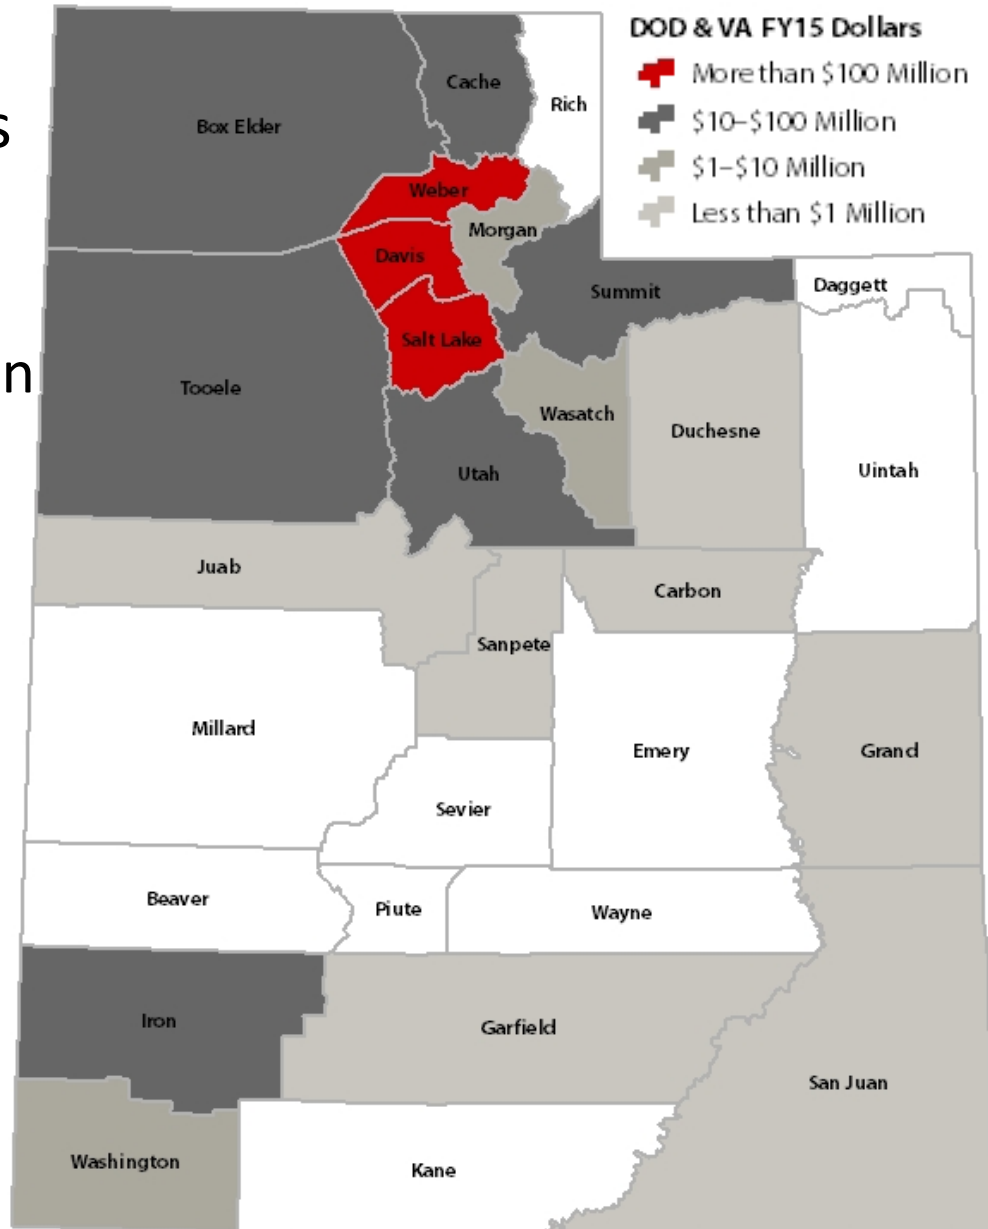 DOD & VA FY15 Dollars
More than $100 Million
$10–$100 Million
$1–$10 Million
Less than $1 Million
s
n
Cache
Rich
Box Elder
Weber
Morgan
Davis
Summit
Daggett
Salt Lake
Tooele
Wasatch
Duchesne
Uintah
Utah
Juab
Carbon
Sanpete
Millard
Emery
Grand
Sevier
Beaver
Piute
Wayne
Iron
Garfield
San Juan
Washington
Kane